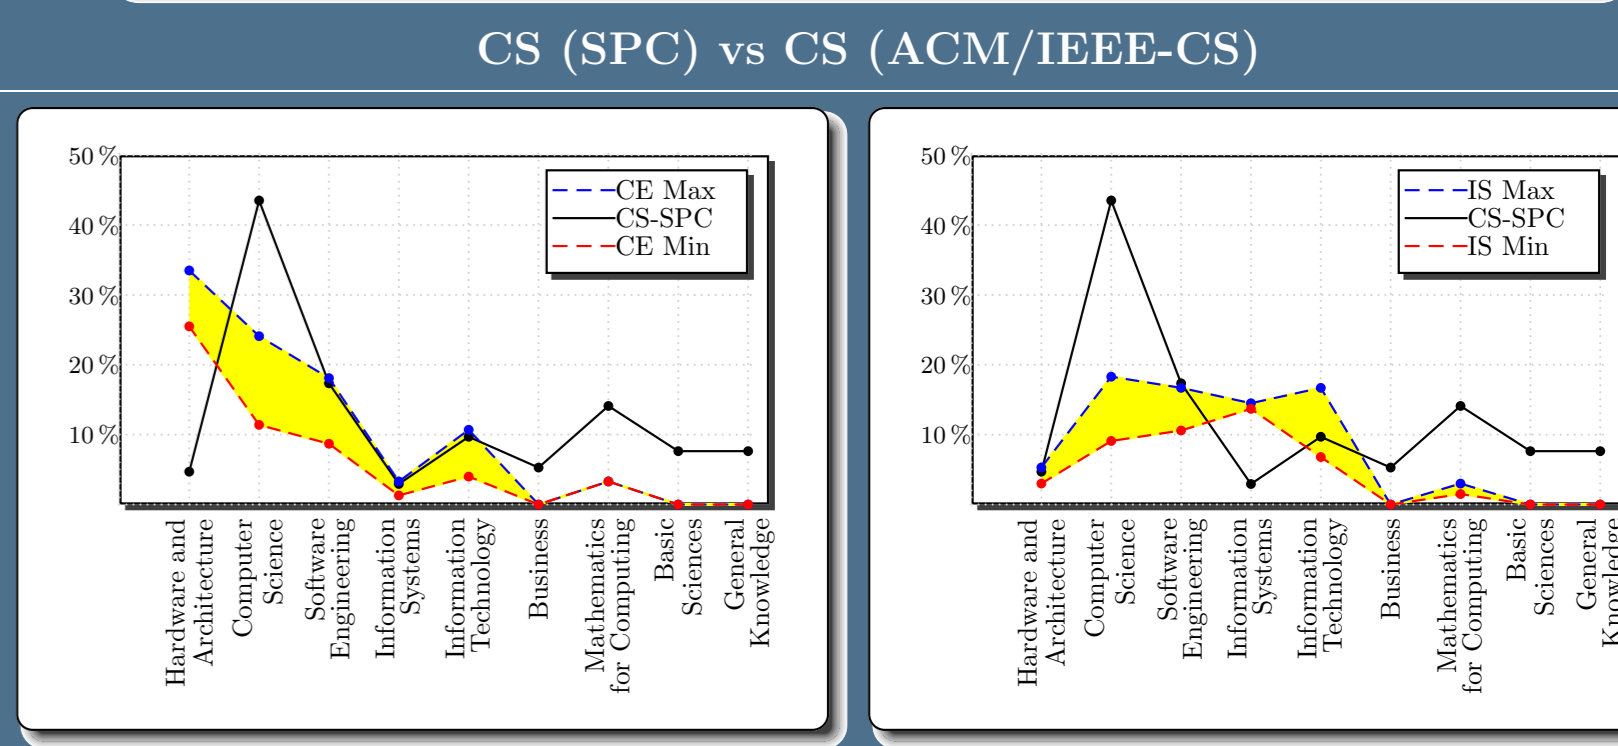 CS (SPC) vs CS (ACM/IEEE-CS)
50 %
40 %
30 %
20 %
10 %
CE Max
CS-SPC
CE Min
Hardware and
Architecture
Computer
Science
Software
Engineering
Information
Systems
Information
Technology
Business
Mathematics
for Computing
Basic
Sciences
General
Knowledge
50 %
40 %
30 %
20 %
10 %
IS Max
CS-SPC
IS Min
Hardware and
Architecture
Computer
Science
Software
Engineering
Information
Systems
Information
Technology
Business
Mathematics
for Computing
Basic
Sciences
General
Knowledge